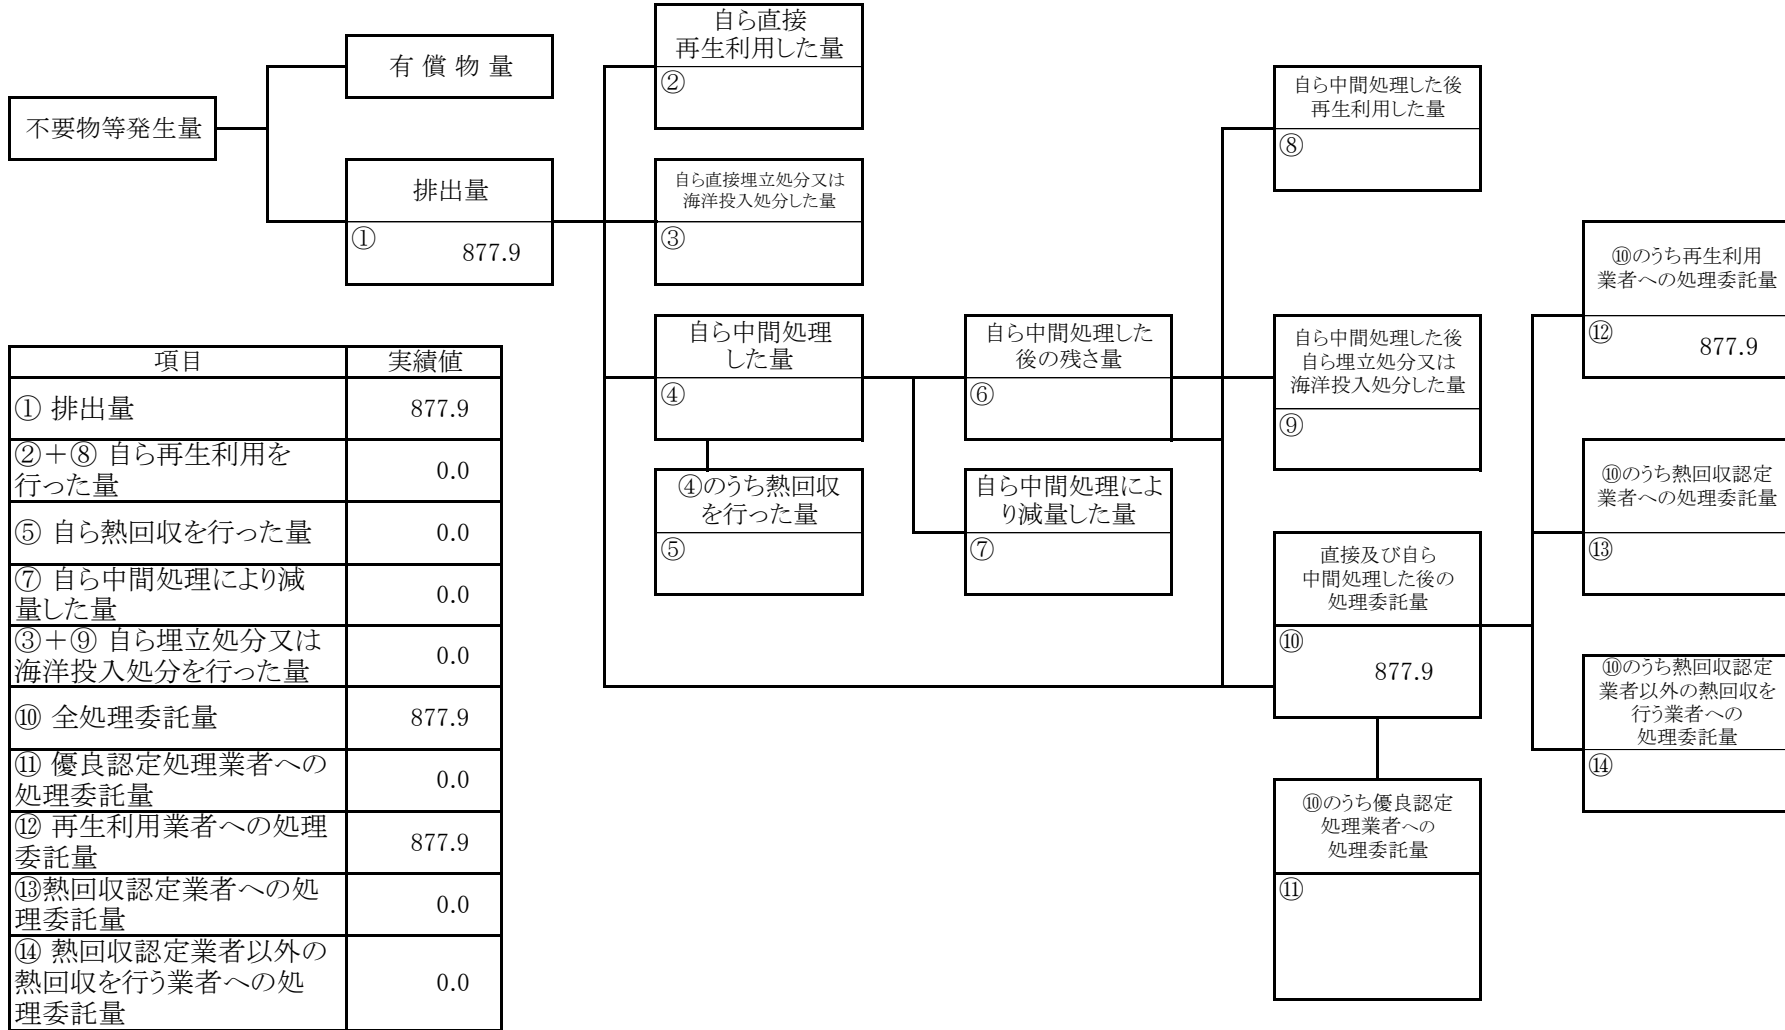 不要物等発生量
有償物量
排出量
①
877.9
自ら直接
再生利用した量
②
自ら直接埋立処分又は
海洋投入処分した量
③
自ら中間処理
した量
④
④のうち熱回収
を行った量
⑤
自ら中間処理した
後の残さ量
⑥
自ら中間処理によ
り減量した量
⑦
自ら中間処理した後
再生利用した量
⑧
自ら中間処理した後
自ら埋立処分又は
海洋投入処分した量
⑨
直接及び自ら
中間処理した後の
処理委託量
⑩
877.9
⑩のうち優良認定
処理業者への
処理委託量
⑪
⑩のうち再生利用
業者への処理委託量
⑫
877.9
⑩のうち熱回収認定
業者への処理委託量
⑬
⑩のうち熱回収認定
業者以外の熱回収を
行う業者への
処理委託量
⑭
項目 実績値
① 排出量 877.9
②＋⑧ 自ら再生利用を
行った量 0.0
⑤ 自ら熱回収を行った量 0.0
⑦ 自ら中間処理により減
量した量 0.0
③＋⑨ 自ら埋立処分又は
海洋投入処分を行った量 0.0
⑩ 全処理委託量 877.9
⑪ 優良認定処理業者への
処理委託量 0.0
⑫ 再生利用業者への処理
委託量 877.9
⑬熱回収認定業者への処
理委託量 0.0
⑭ 熱回収認定業者以外の
熱回収を行う業者への処
理委託量 0.0